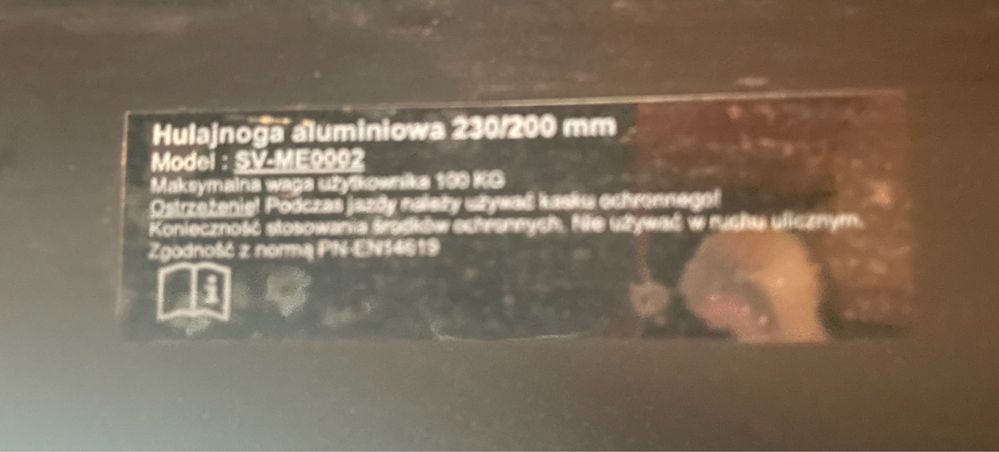 Hulajnoga aluminiowa 230/200 mm
Model : SV-ME0002
Maksymalna waga użytkownika 100 KG
Ostrzeżenie! Podczas jazdy należy używać kasku ochronnego!
Konieczność stosowania środków ochronnych. Nie używać w ruchu ulicznym.
Zgodność z normą PN-EN14619